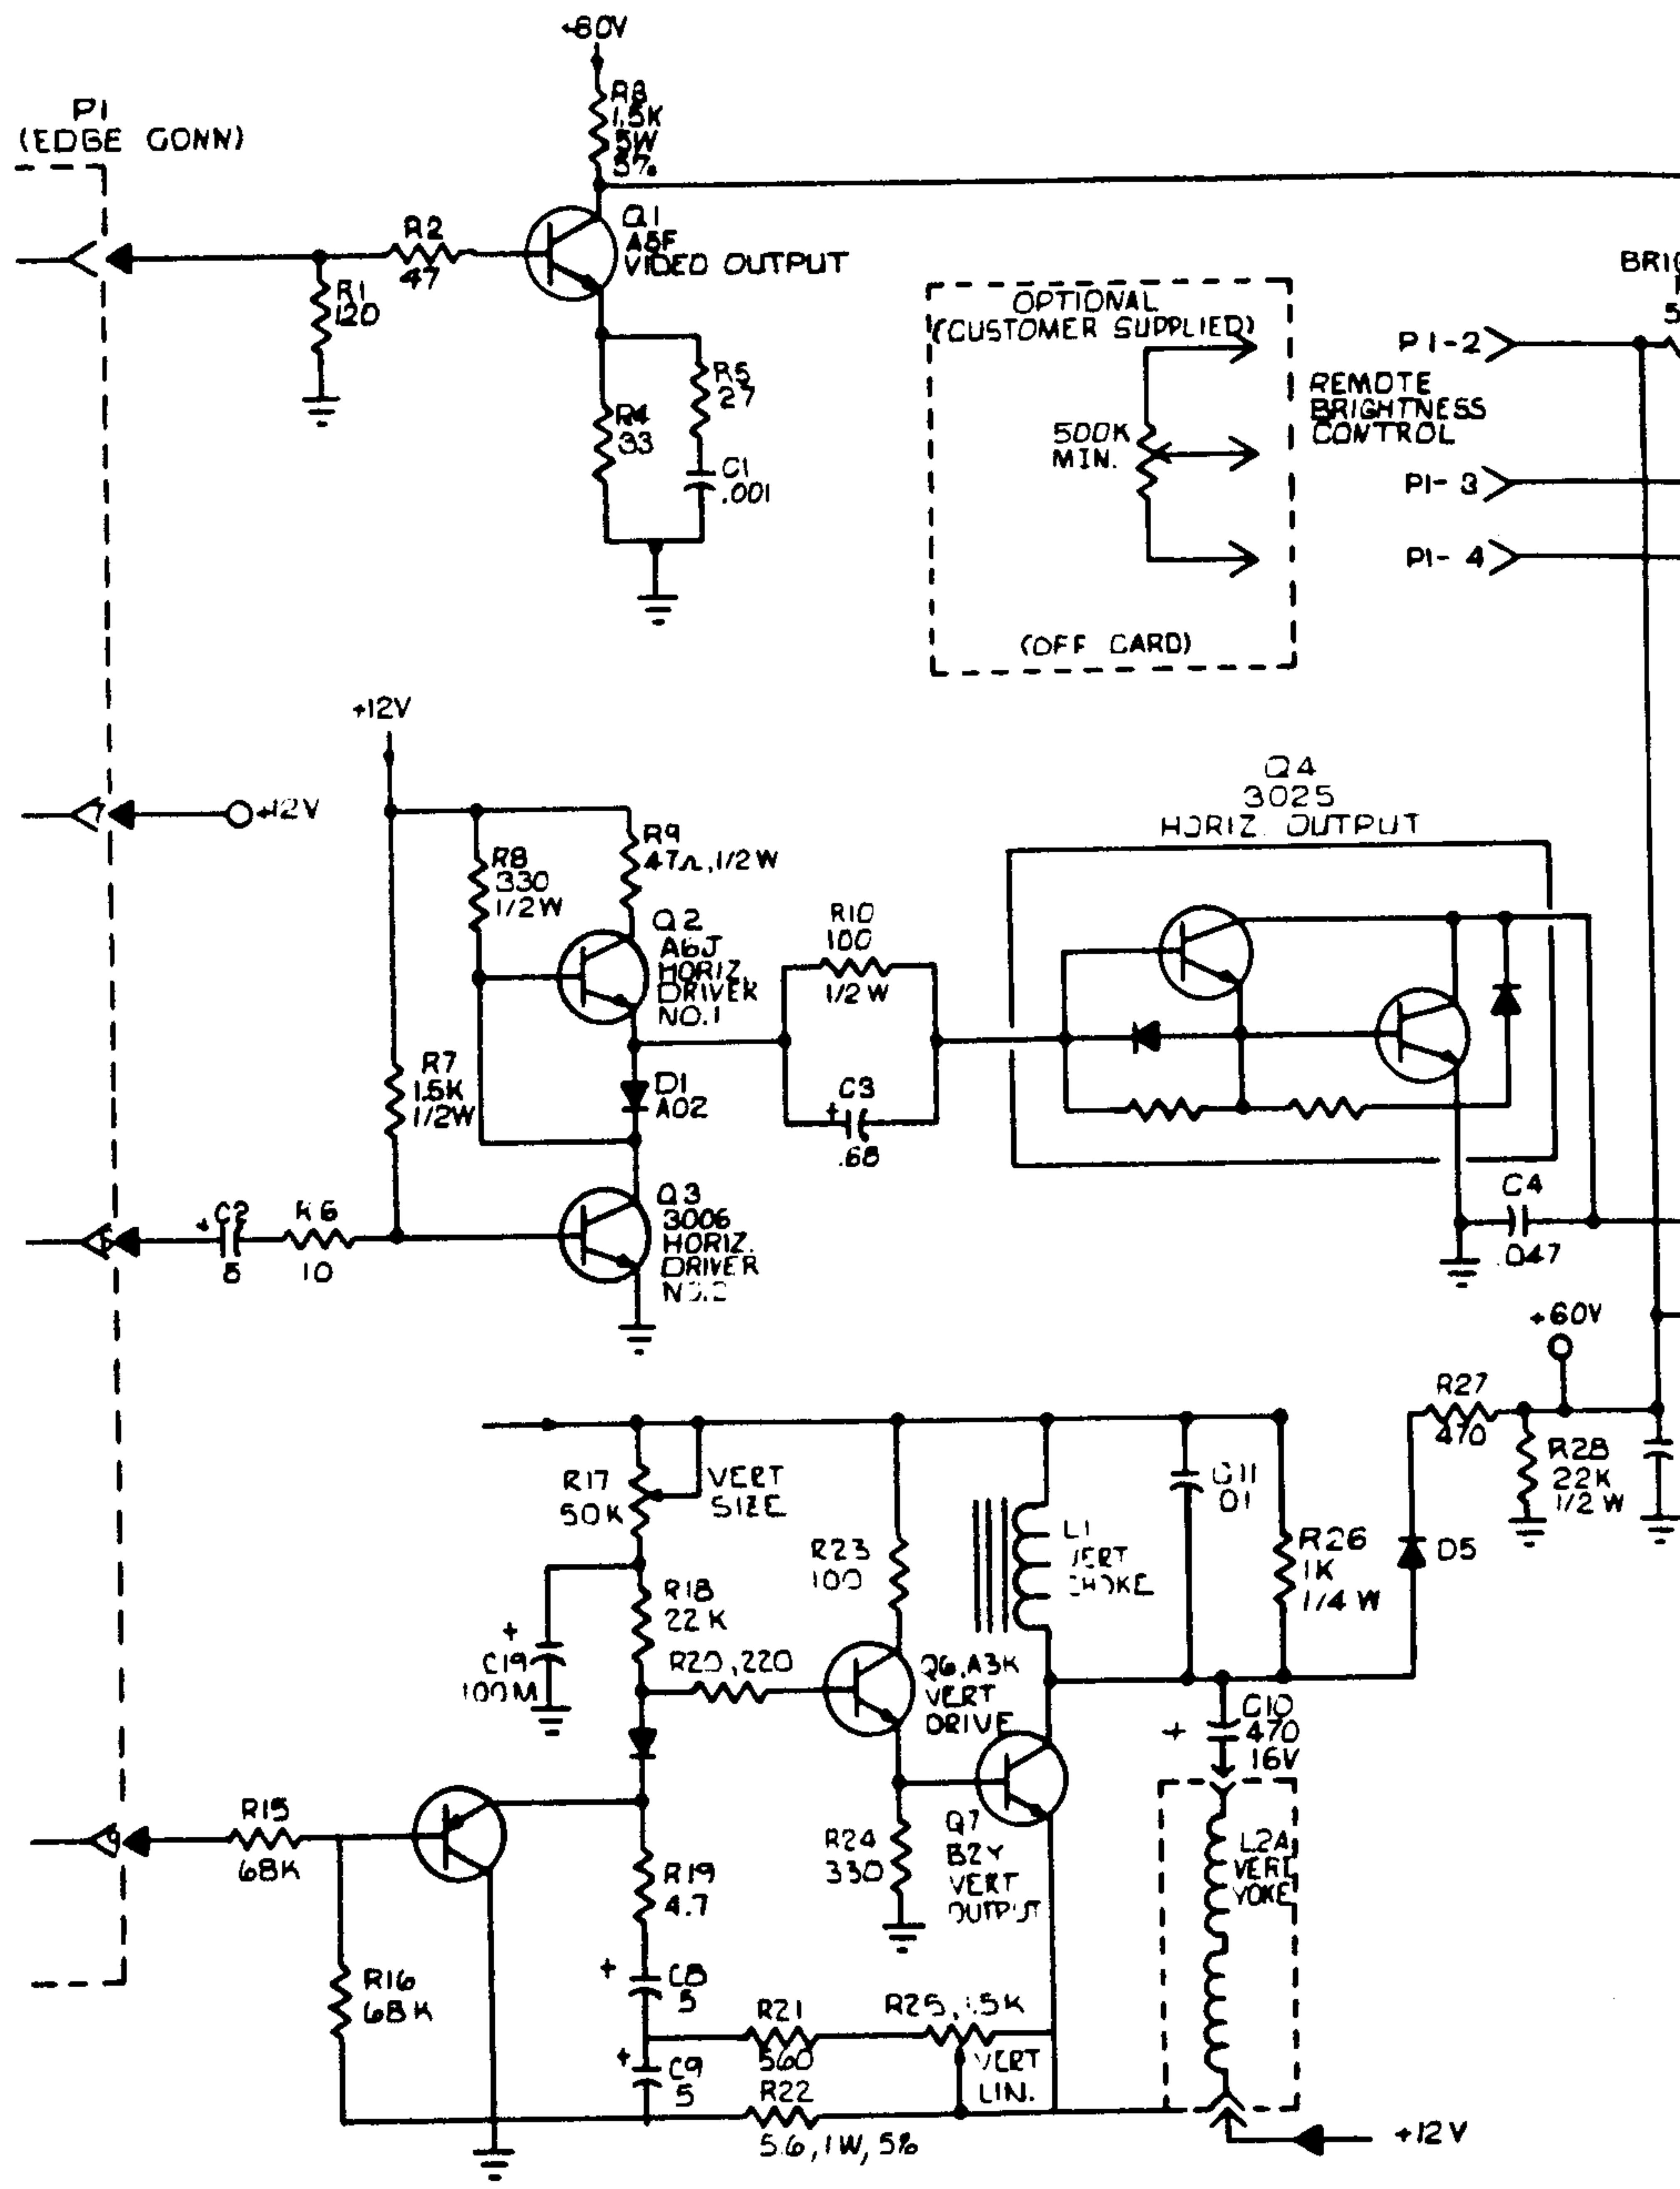 P1
(EDGE CONN)
R3
1.5K
5W
5%
R2
47
R1
120
Q1
VIDEO OUTPUT
R5
27
R4
33
C1
.001
OPTIONAL
(CUSTOMER SUPPLIED)
500K
MIN.
(OFF CARD)
P1-2
REMOTE
BRIGHTNESS
CONTROL
P1-3
P1-4
+12V
7
+12V
R8
330
1/2W
R9
47Ω,1/2W
Q2
A6J
HORIZ.
DRIVER
NO.1
R7
1.5K
1/2W
D1
A02
R10
100
1/2W
+
C3
.68
Q4
3025
HORIZ. OUTPUT
+
C2
5
R6
10
Q3
3006
HORIZ.
DRIVER
C4
.047
+60V
R27
470
R28
22K
1/2W
D5
R17
50K
VERT
SIZE
R23
100
L1
VERT
CHOKE
C11
R26
1K
1/4W
R18
22K
+
C19
100M
R20,220
Q6,A3K
VERT
DRIVE
+
C10
470
16V
9
R15
68K
R16
68K
R19
4.7
R24
330
Q7
B2Y
VERT
OUTPUT
L2A
VERT
YOKE
+
C8
5
R21
560
R25,
VERT
LIN.
+
C9
5
R22
5.6,1W,5%
+12V